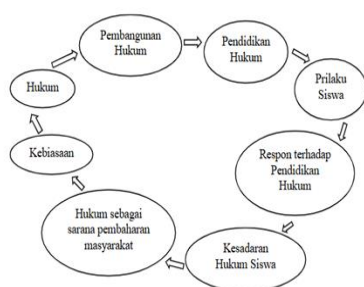 Pembangunan
Hukum
Pendidikan
Hukum
Prilaku
Siswa
Respon terhadap
Pendidikan
Hukum
Kesadaran
Hukum Siswa
Hukum sebagai
sarana pembaharan
masyarakat
Kebiasaan
Hukum